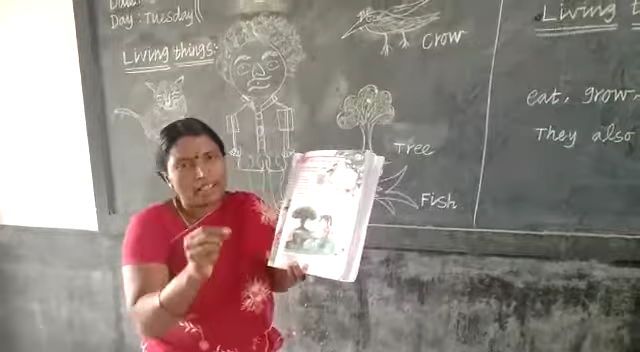 Day: Tuesday
Living things
Crow
Tree
Fish
Living
eat, grow,
They also